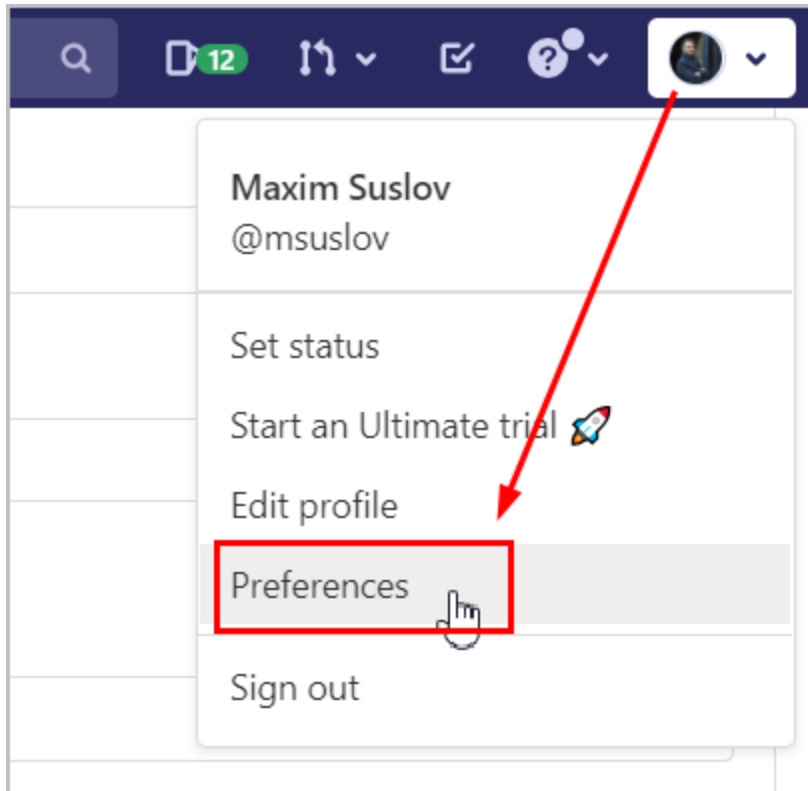 12
?
Maxim Suslov
@msuslov
Set status
Start an Ultimate trial 🚀
Edit profile
Preferences
Sign out